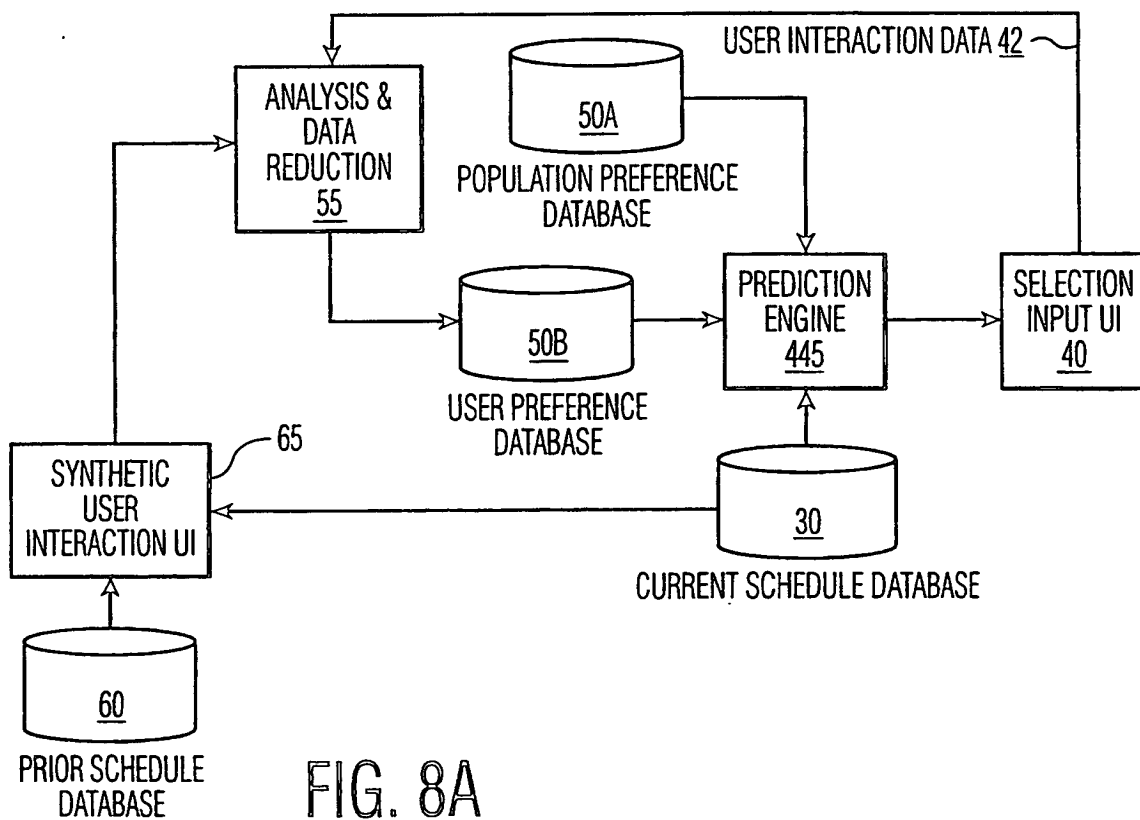 USER INTERACTION DATA 42
ANALYSIS &
DATA
REDUCTION
55
50A
POPULATION PREFERENCE
DATABASE
50B
USER PREFERENCE
DATABASE
PREDICTION
ENGINE
445
SELECTION
INPUT UI
40
65
SYNTHETIC
USER
INTERACTION UI
30
CURRENT SCHEDULE DATABASE
60
PRIOR SCHEDULE
DATABASE
FIG. 8A